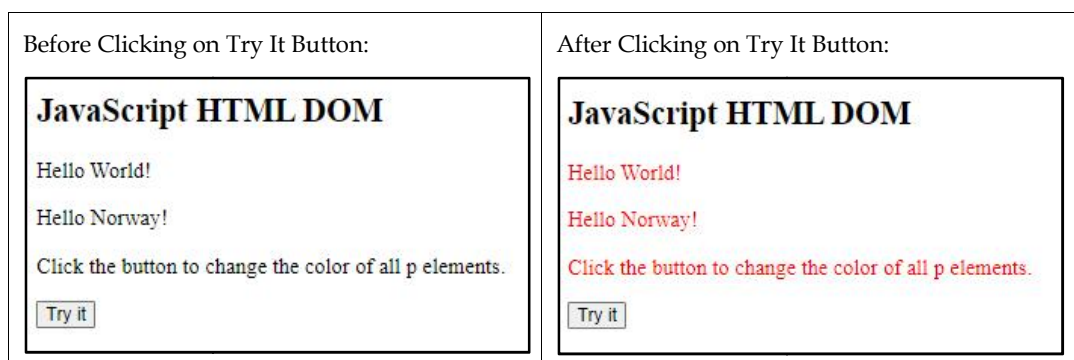 Before Clicking on Try It Button:
JavaScript HTML DOM
Hello World!
Hello Norway!
Click the button to change the color of all p elements.
Try it
After Clicking on Try It Button:
JavaScript HTML DOM
Hello World!
Hello Norway!
Click the button to change the color of all p elements.
Try it